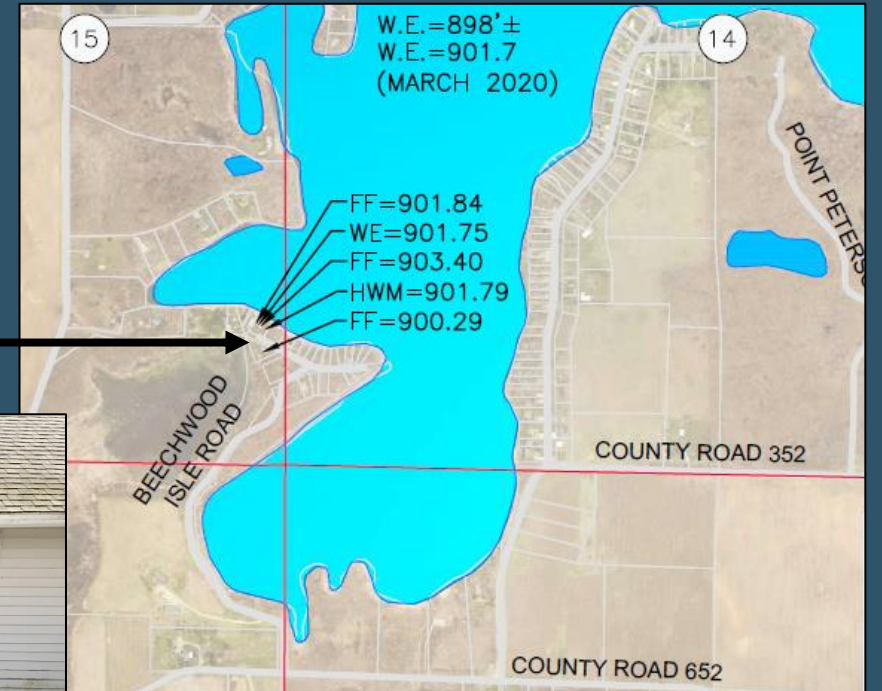 15
W.E.=898'±
W.E.=901.7
(MARCH 2020)
14
POINT PETERS
FF=901.84
WE=901.75
FF=903.40
HWM=901.79
FF=900.29
BEECHWOOD
ISLE ROAD
COUNTY ROAD 352
COUNTY ROAD 652